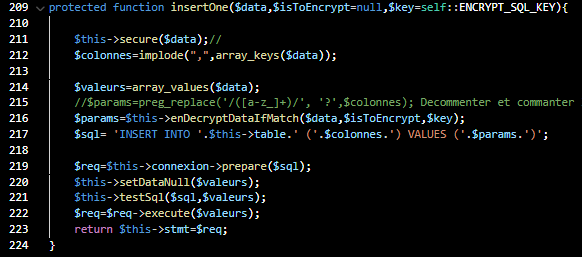 209 protected function insertOne($data,$isToEncrypt=null,$key=self::ENCRYPT_SQL_KEY){
210
211 $this->secure($data);//
212 $colonnes=implode(",",array_keys($data));
213
214 $valeurs=array_values($data);
215 //$params=preg_replace('/([a-z_]+)/', '?',$colonnes); Decommenter et commanter
216 $params=$this->enDecryptDataIfMatch($data,$isToEncrypt,$key);
217 $sql= 'INSERT INTO '.$this->table.' ('.$colonnes.') VALUES ('.$params.')';
218
219 $req=$this->connexion->prepare($sql);
220 $this->setDataNull($valeurs);
221 $this->testSql($sql,$valeurs);
222 $req=$req->execute($valeurs);
223 return $this->stmt=$req;
224 }